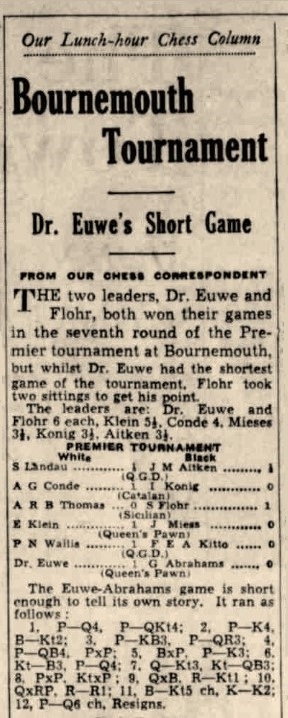 Our Lunch-hour Chess Column
Bournemouth
Tournament
Dr. Euwe's Short Game
FROM OUR CHESS CORRESPONDENT
THE two leaders, Dr. Euwe and
Flohr, both won their games
in the seventh round of the Pre-
mier tournament at Bournemouth,
but whilst Dr. Euwe had the shortest
game of the tournament, Flohr took
two sittings to get his point.
The leaders are: Dr. Euwe and
Flohr 6 each, Klein 5½, Conde 4, Mieses
3½, Konig 3½, Aitken 3½.
PREMIER TOURNAMENT
White Black
S Landau ........... ½ J M Aitken ........ ½
(Q.G.D.)
A G Conde ......... 1 I Konig ............. 0
(Catalan)
A R B Thomas ... 0 S Flohr ............. 1
(Sicilian)
E Klein .............. 1 J Miess ............. 0
(Queen's Pawn)
P N Wallis ......... 1 F E A Kitto ....... 0
(Q.G.D.)
Dr. Euwe ........... 1 G Abrahams ....... 0
(Queen's Pawn)
The Euwe-Abrahams game is short
enough to tell its own story. It ran as
follows:
1, P—Q4, P—QKt4; 2, P—K4,
B—Kt2; 3, P—KB3, P—QR3; 4,
P—QB4, PxP; 5, BxP, P—K3; 6,
Kt—B3, P—Q4; 7, Q—Kt3, Kt—QB3;
8, PxP, KtxP; 9, QxB, R—Kt1; 10,
QxRP, R—R1; 11, B—Kt5 ch, K—K2;
12, P—Q6 ch, Resigns.